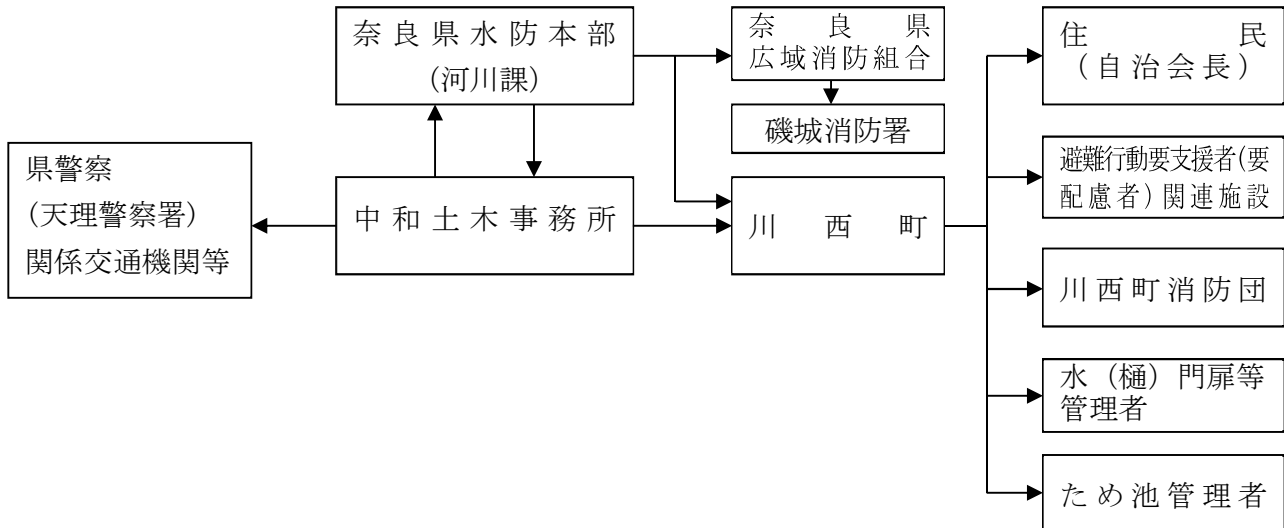 奈良県水防本部
(河川課)
奈良県
広域消防組合
磯城消防署
住民
(自治会長)
県警察
(天理警察署)
関係交通機関等
中和土木事務所
川西町
避難行動要支援者(要
配慮者)関連施設
川西町消防団
水(樋)門扉等
管理者
ため池管理者